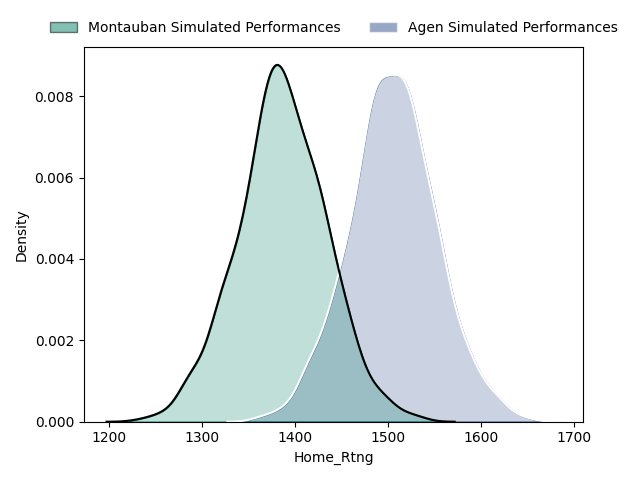 Montauban Simulated Performances Agen Simulated Performances
0.008
0.006
0.004
0.002
0.000
Density
1200 1300 1400 1500 1600 1700
Home_Rtng